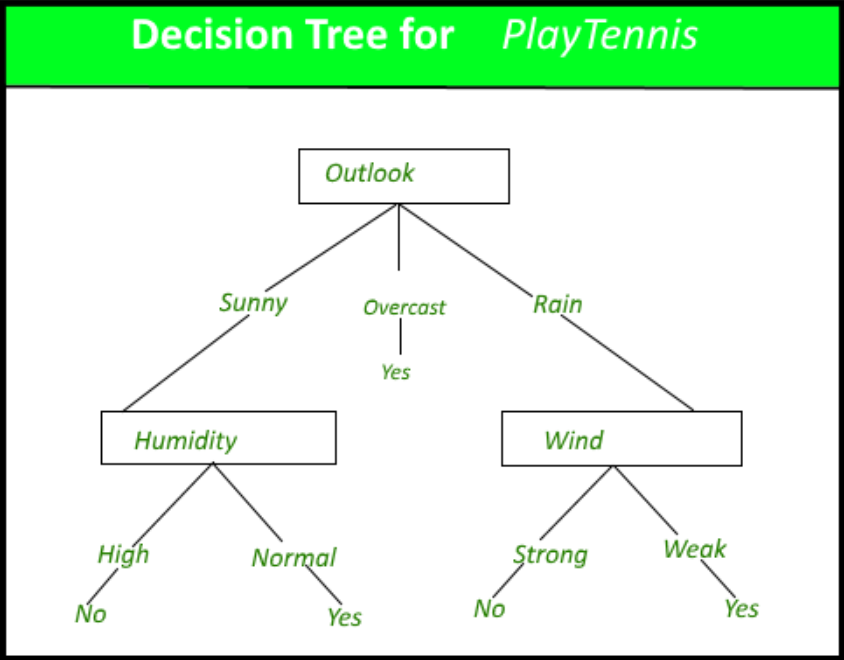 Decision Tree for PlayTennis
Outlook
Sunny Overcast Rain
Yes
Humidity Wind
High Normal Strong Weak
No Yes No Yes